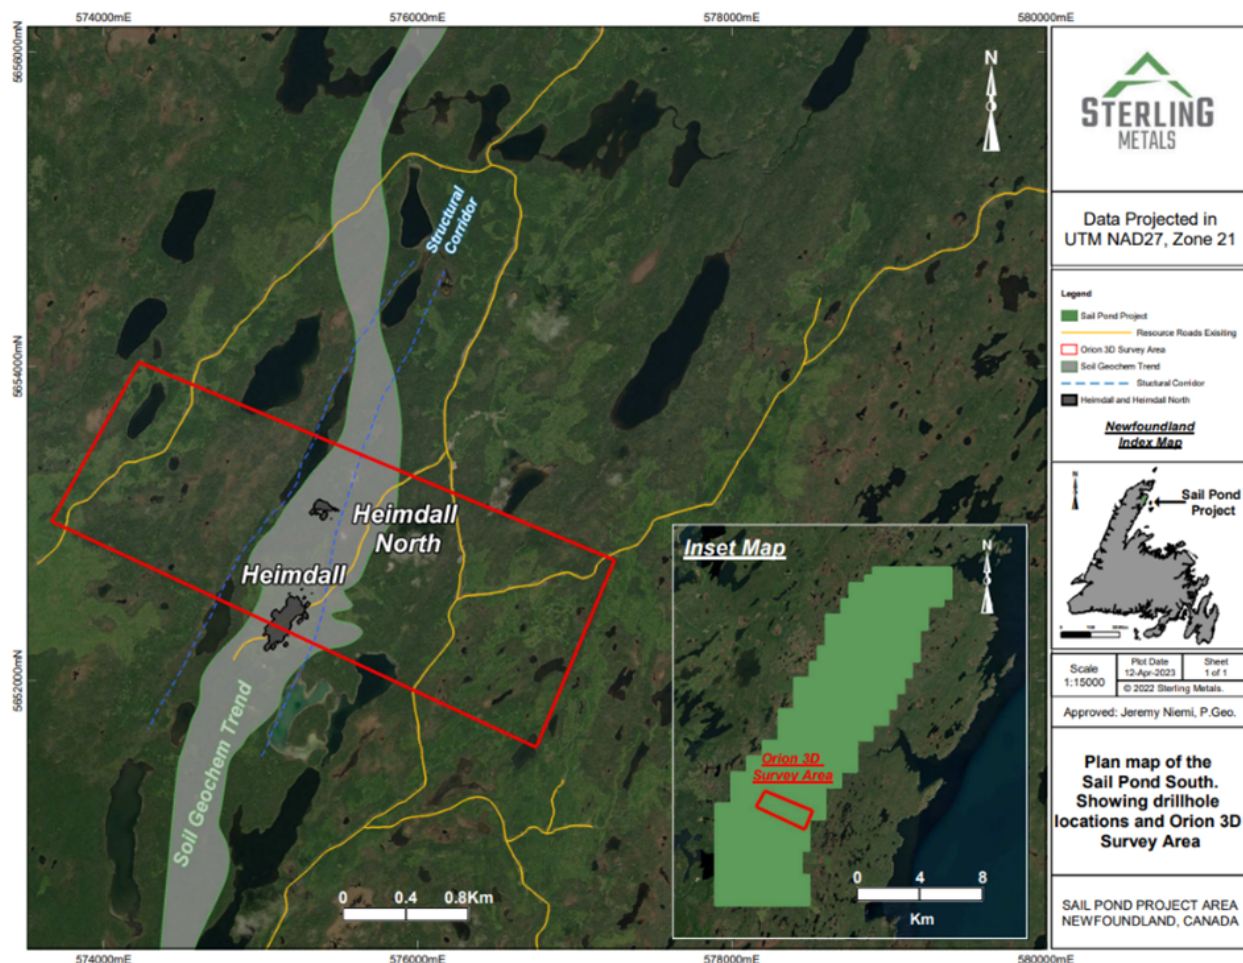 574000mE
576000mE
578000mE
580000mE
5656000mN
5654000mN
5652000mN
N
Structural
Corridor
Heimdall
North
Heimdall
Soil Geochem Trend
0 0.4 0.8Km
Inset Map
N
Orion 3D
Survey Area
0 4 8
Km
574000mE
576000mE
578000mE
580000mE
STERLING
METALS
Data Projected in
UTM NAD27, Zone 21
Legend
Sail Pond Project
Resource Roads Exisiting
Orion 3D Survey Area
Soil Geochem Trend
Stuctural Corridor
Heimdall and Heimdall North
Newfoundland
Index Map
N
Sail Pond
Project
Scale
1:15000
Plot Date
12-Apr-2023
Sheet
1 of 1
© 2022 Sterling Metals.
Approved: Jeremy Niemi, P.Geo.
Plan map of the
Sail Pond South.
Showing drillhole
locations and Orion 3D
Survey Area
SAIL POND PROJECT AREA
NEWFOUNDLAND, CANADA